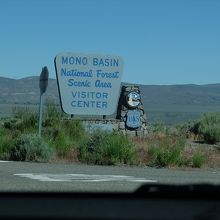 MONO BASIN
National Forest
Scenic Area
VISITOR
CENTER